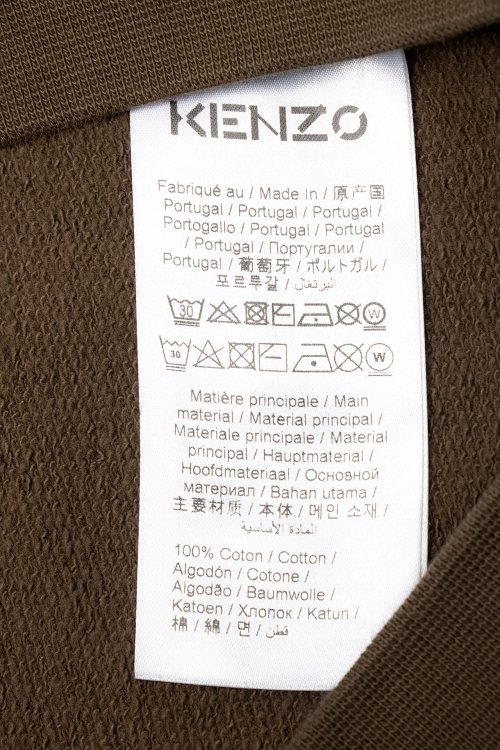 KENZO
Fabriqué au / Made In / 原产国
Portugal / Portugal / Portugal /
Portogallo / Portugal / Portugal
/ Portugal / Португалии /
Portugal / 葡萄牙 / ポルトガル /
포르투갈 / البرتغال
30 W
30 W
Matière principale / Main
material / Material principal /
Materiale principale / Material
principal / Hauptmaterial /
Hoofdmateriaal / Основной
материал / Bahan utama /
主要材质 / 本体 / 메인 소재 /
المادة الأساسية
100% Coton / Cotton /
Algodón / Cotone /
Algodão / Baumwolle /
Katoen / Хлопок / Katun /
棉 / 綿 / 면 / قطن